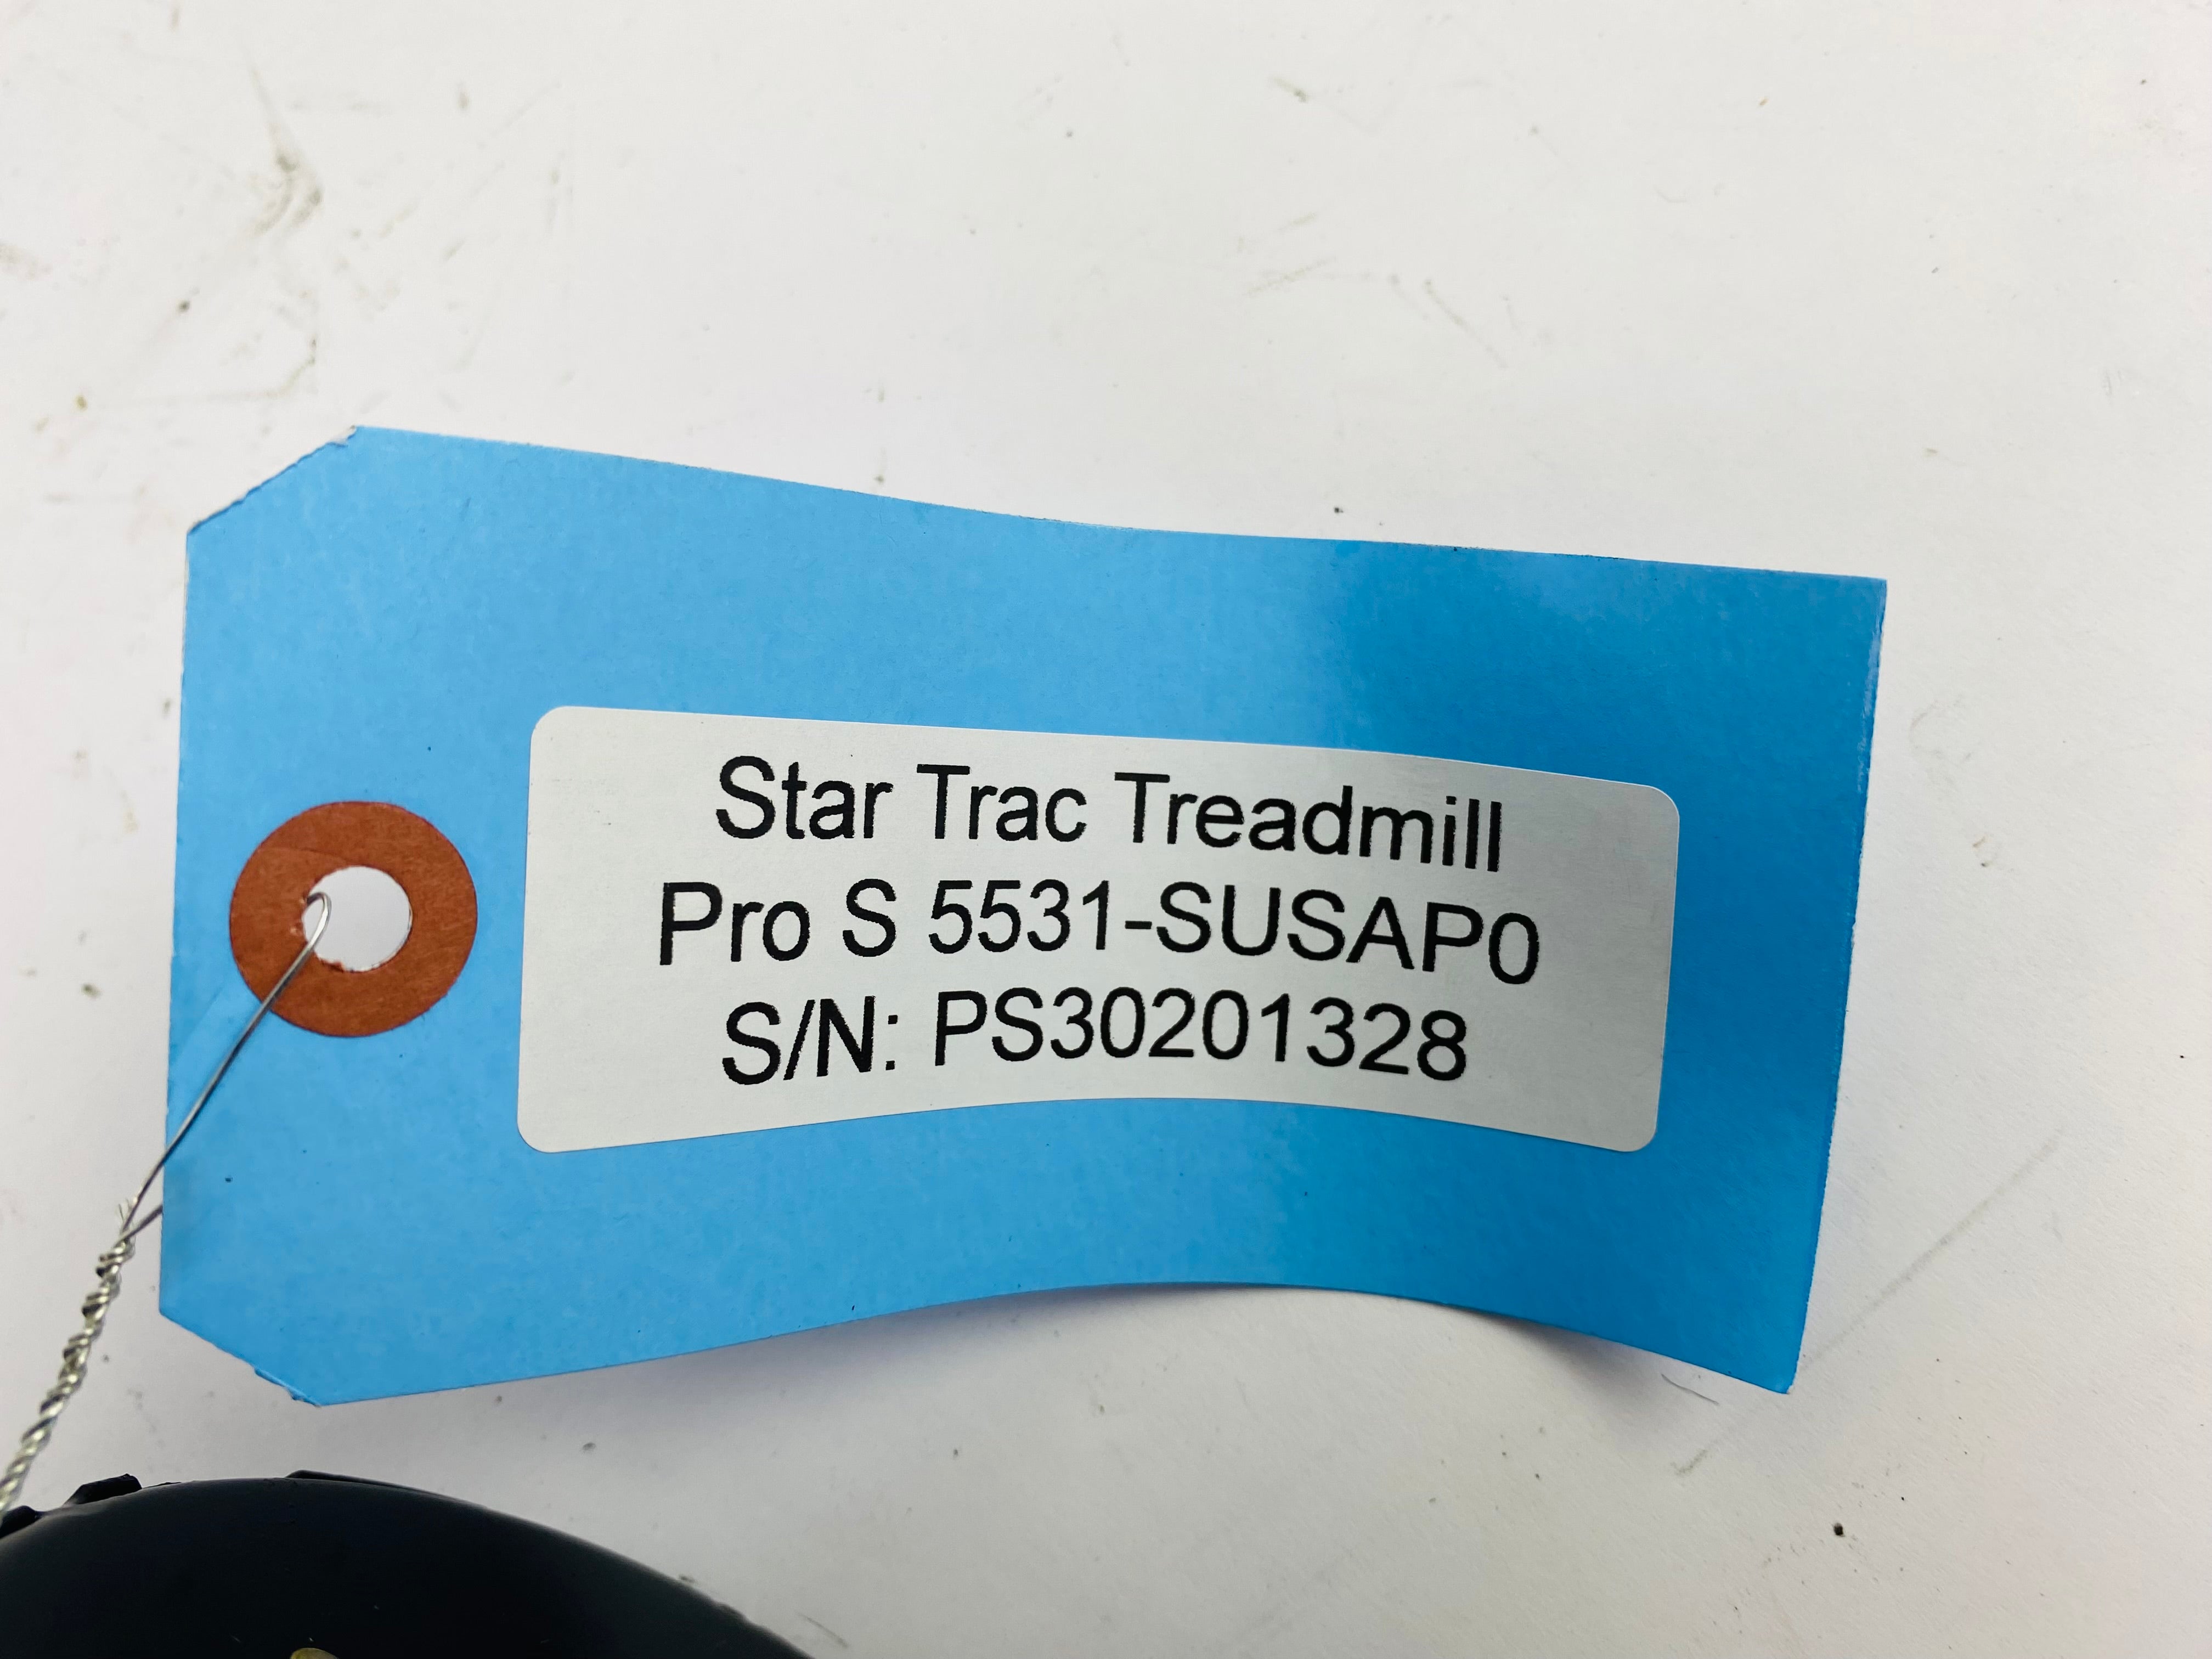 Star Trac Treadmill
Pro S 5531-SUSAP0
S/N: PS30201328